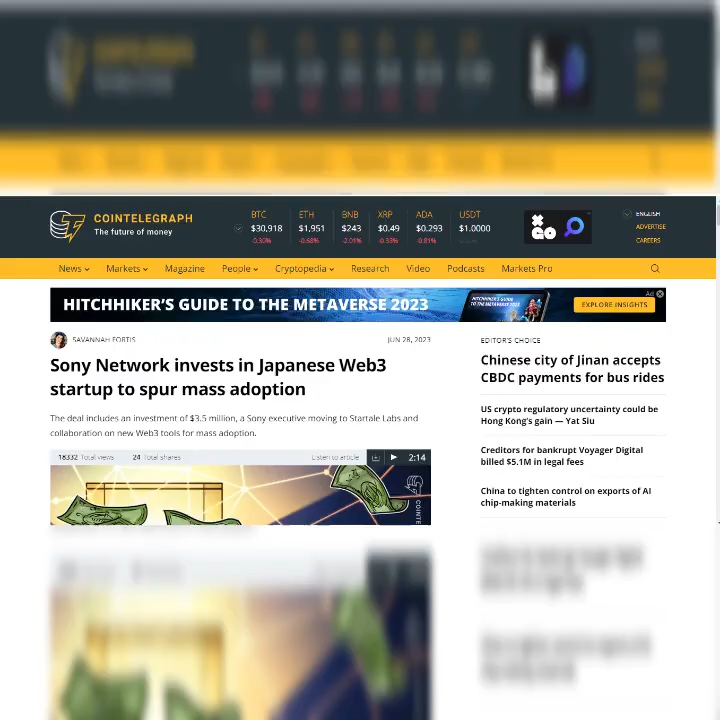 COINTELEGRAPH
The future of money
BTC ETH BNB XRP ADA USDT
$30,918 $1,951 $243 $0.49 $0.293 $1.0000
-0.30% -0.68% -2.01% -0.33% -0.81%
ENGLISH
ADVERTISE
CAREERS
News Markets Magazine People Cryptopedia Research Video Podcasts Markets Pro
HITCHHIKER'S GUIDE TO THE METAVERSE 2023
EXPLORE INSIGHTS
Ad
SAVANNAH FORTIS
JUN 28, 2023
Sony Network invests in Japanese Web3
startup to spur mass adoption
The deal includes an investment of $3.5 million, a Sony executive moving to Startale Labs and
collaboration on new Web3 tools for mass adoption.
18332 Total views 24 Total shares Listen to article 2:14
COINTE
EDITOR'S CHOICE
Chinese city of Jinan accepts
CBDC payments for bus rides
US crypto regulatory uncertainty could be
Hong Kong's gain — Yat Siu
Creditors for bankrupt Voyager Digital
billed $5.1M in legal fees
China to tighten control on exports of AI
chip-making materials